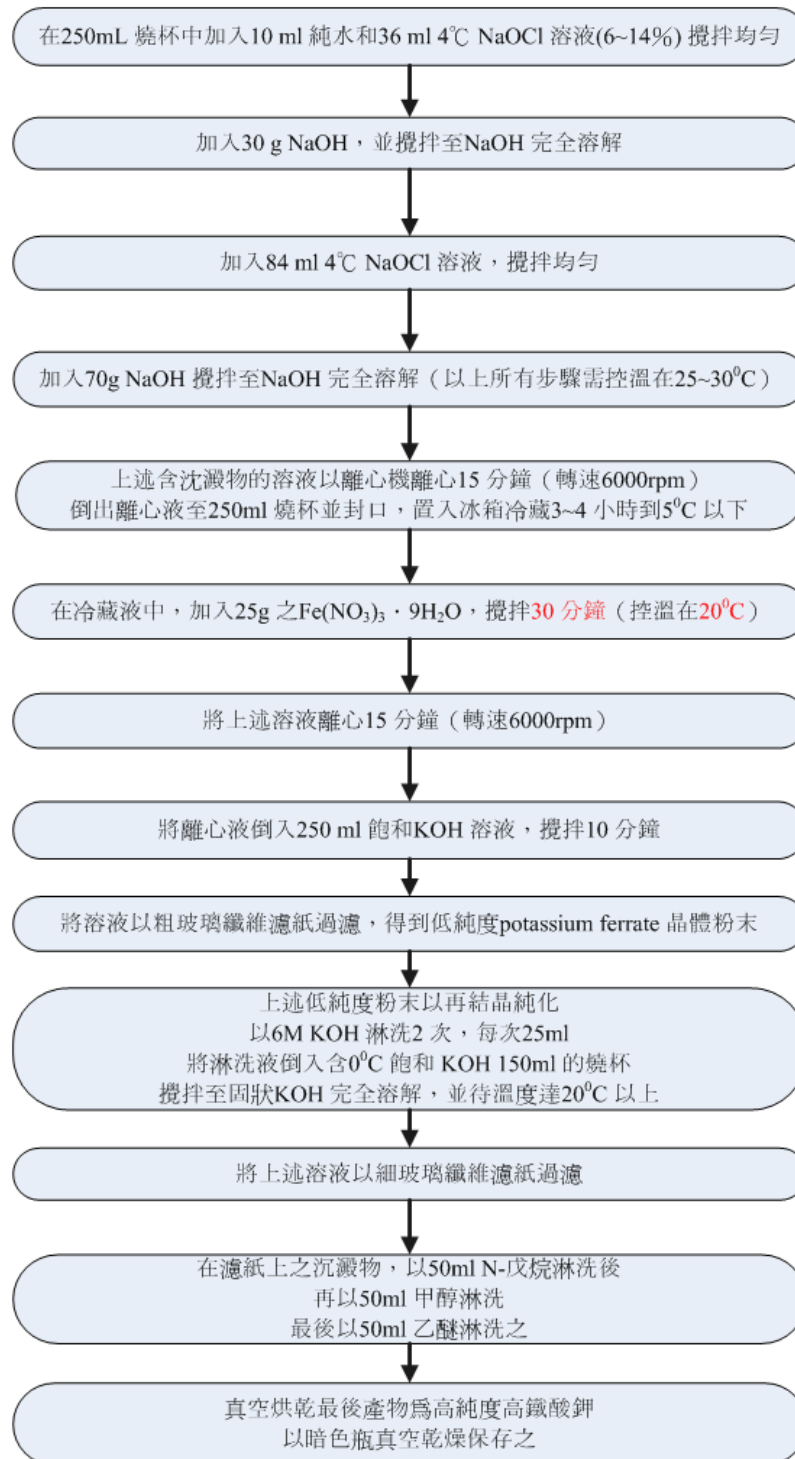 在250mL 燒杯中加入10 ml 純水和36 ml 4℃ NaOCl 溶液(6~14%) 攪拌均勻
加入30 g NaOH，並攪拌至NaOH 完全溶解
加入84 ml 4℃ NaOCl 溶液，攪拌均勻
加入70g NaOH 攪拌至NaOH 完全溶解（以上所有步驟需控溫在25~30⁰C）
上述含沈澱物的溶液以離心機離心15 分鐘（轉速6000rpm）
倒出離心液至250ml 燒杯並封口，置入冰箱冷藏3~4 小時到5⁰C 以下
在冷藏液中，加入25g 之Fe(NO₃)₃．9H₂O，攪拌30 分鐘（控溫在20⁰C）
將上述溶液離心15 分鐘（轉速6000rpm）
將離心液倒入250 ml 飽和KOH 溶液，攪拌10 分鐘
將溶液以粗玻璃纖維濾紙過濾，得到低純度potassium ferrate 晶體粉末
上述低純度粉末以再結晶純化
以6M KOH 淋洗2 次，每次25ml
將淋洗液倒入含0⁰C 飽和 KOH 150ml 的燒杯
攪拌至固狀KOH 完全溶解，並待溫度達20⁰C 以上
將上述溶液以細玻璃纖維濾紙過濾
在濾紙上之沉澱物，以50ml N-戊烷淋洗後
再以50ml 甲醇淋洗
最後以50ml 乙醚淋洗之
真空烘乾最後產物為高純度高鐵酸鉀
以暗色瓶真空乾燥保存之